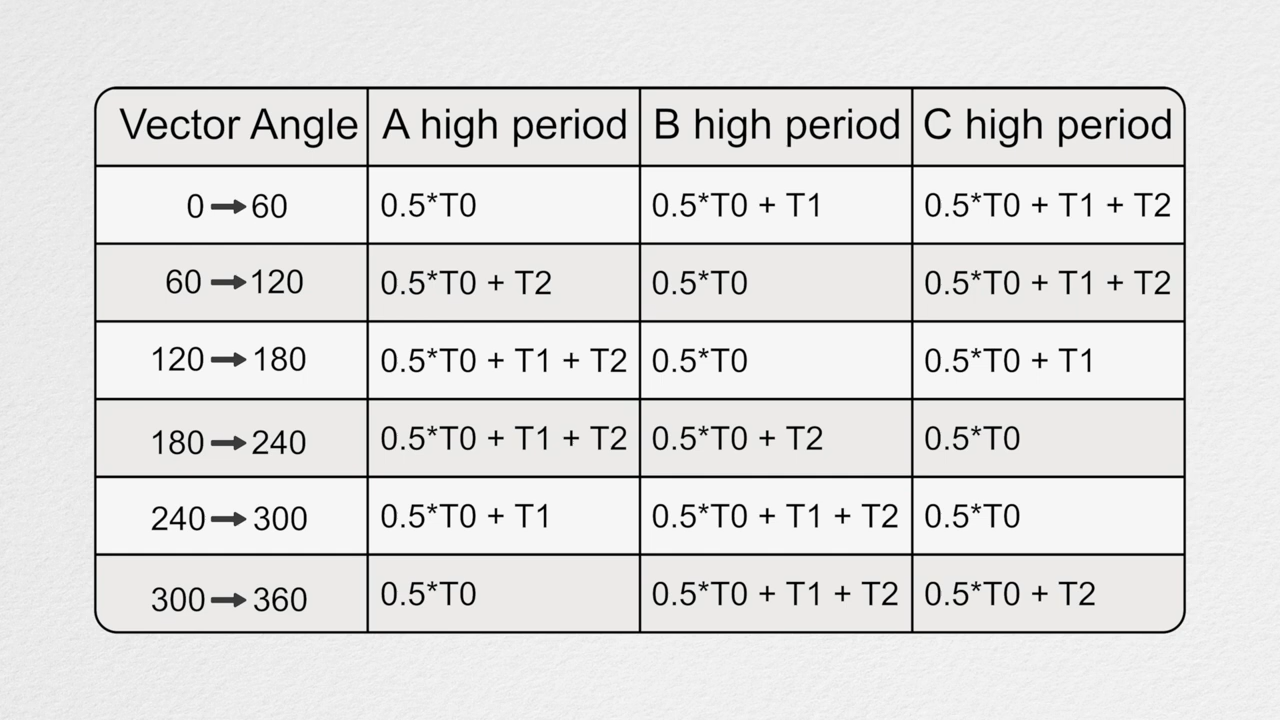 Vector Angle A high period B high period C high period
0 → 60 0.5*T0 0.5*T0 + T1 0.5*T0 + T1 + T2
60 → 120 0.5*T0 + T2 0.5*T0 0.5*T0 + T1 + T2
120 → 180 0.5*T0 + T1 + T2 0.5*T0 0.5*T0 + T1
180 → 240 0.5*T0 + T1 + T2 0.5*T0 + T2 0.5*T0
240 → 300 0.5*T0 + T1 0.5*T0 + T1 + T2 0.5*T0
300 → 360 0.5*T0 0.5*T0 + T1 + T2 0.5*T0 + T2